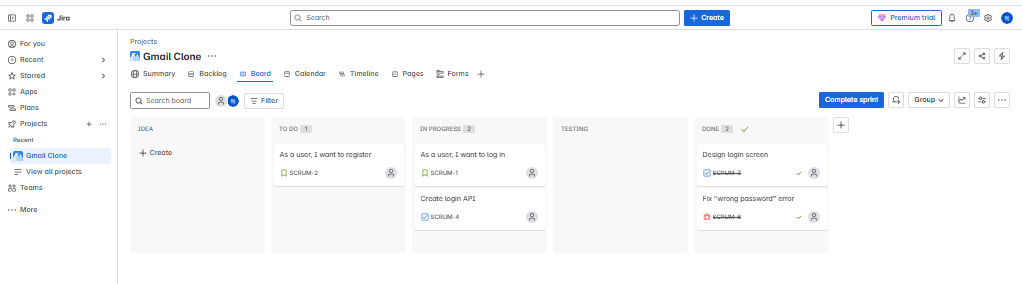 Jira
Search
Create
Premium trial
3+
For you
Recent
Starred
Apps
Plans
Projects
Recent
Gmail Clone
View all projects
Teams
More
Projects
Gmail Clone
Summary Backlog Board Calendar Timeline Pages Forms
Search board
Filter
Complete sprint
Group
IDEA
Create
TO DO 1
As a user, I want to register
SCRUM-2
IN PROGRESS 2
As a user, I want to log in
SCRUM-1
Create login API
SCRUM-4
TESTING
DONE 2
Design login screen
SCRUM-3
Fix "wrong password" error
SCRUM-6